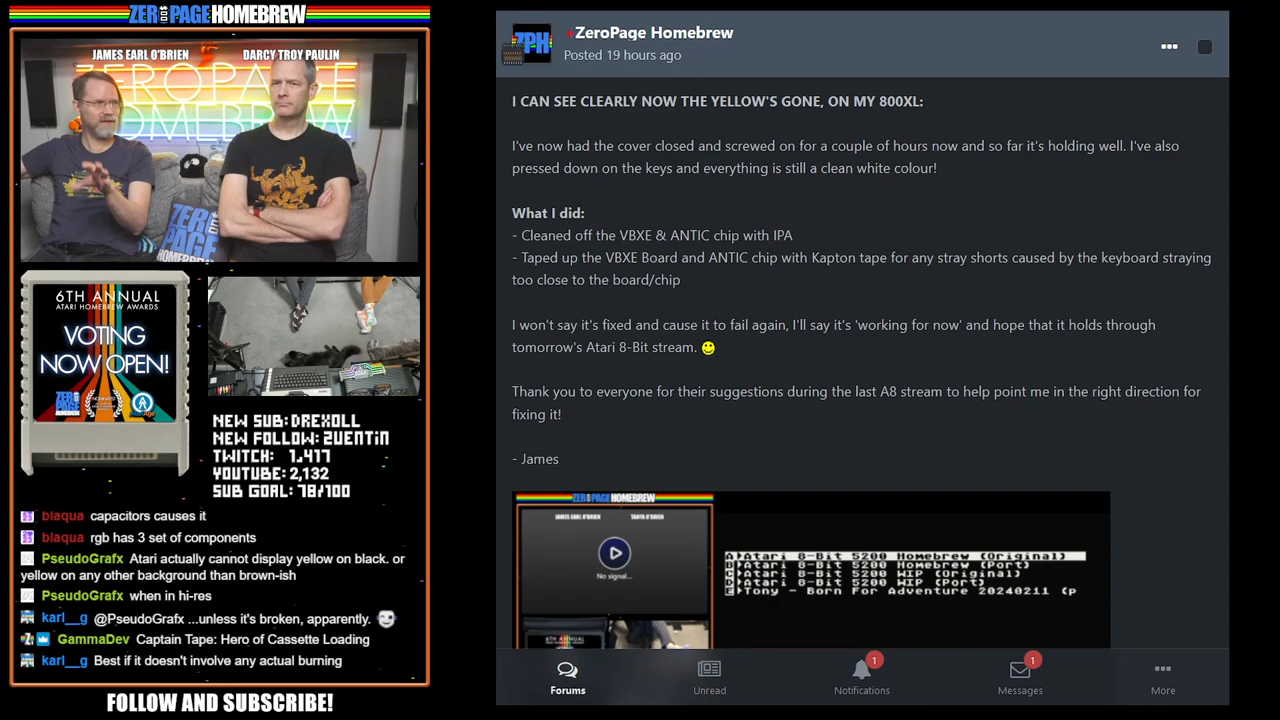 ZEROPAGE HOMEBREW
JAMES EARL O'BRIEN
DARCY TROY PAULIN
ZEROPAGE
HOMEBREW
ZERO
PAGE
HOMEBREW
6TH ANNUAL
ATARI HOMEBREW AWARDS
VOTING
NOW OPEN!
NEW SUB: DREXOLL
NEW FOLLOW: ZUENTIN
TWITCH: 1,417
YOUTUBE: 2,132
SUB GOAL: 78/100
blaqua capacitors causes it
blaqua rgb has 3 set of components
PseudoGrafx Atari actually cannot display yellow on black. or
yellow on any other background than brown-ish
PseudoGrafx when in hi-res
karl__g @PseudoGrafx ...unless it's broken, apparently.
GammaDev Captain Tape: Hero of Cassette Loading
karl__g Best if it doesn't involve any actual burning
FOLLOW AND SUBSCRIBE!
ZPH
+ZeroPage Homebrew
Posted 19 hours ago
I CAN SEE CLEARLY NOW THE YELLOW'S GONE, ON MY 800XL:
I've now had the cover closed and screwed on for a couple of hours now and so far it's holding well. I've also
pressed down on the keys and everything is still a clean white colour!
What I did:
- Cleaned off the VBXE & ANTIC chip with IPA
- Taped up the VBXE Board and ANTIC chip with Kapton tape for any stray shorts caused by the keyboard straying
too close to the board/chip
I won't say it's fixed and cause it to fail again, I'll say it's 'working for now' and hope that it holds through
tomorrow's Atari 8-Bit stream.
Thank you to everyone for their suggestions during the last A8 stream to help point me in the right direction for
fixing it!
- James
ZEROPAGE HOMEBREW
JAMES EARL O'BRIEN
TANYA O'BRIEN
No signal...
6TH ANNUAL
A Atari 8-Bit 5200 Homebrew (Original)
B Atari 8-Bit 5200 Homebrew (Port)
C Atari 8-Bit 5200 WIP (Original)
D Atari 8-Bit 5200 WIP (Port)
E Tony - Born For Adventure 20240211 (p
Forums
Unread
1
Notifications
1
Messages
More